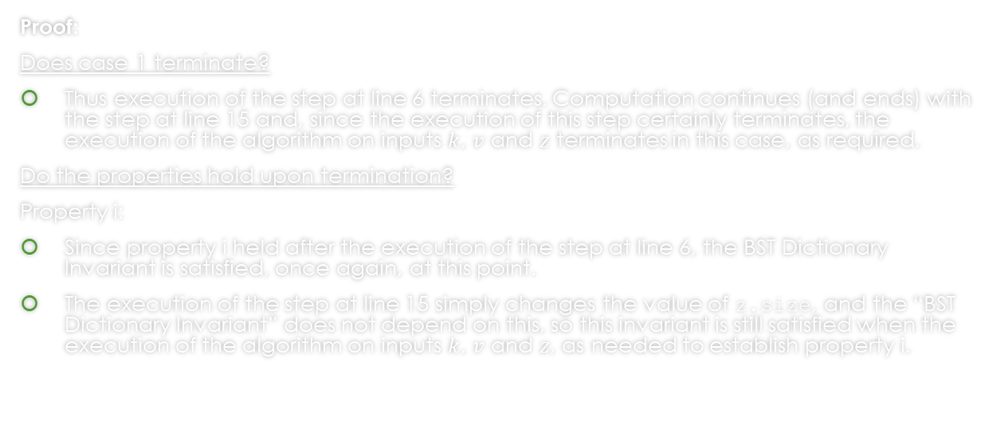 Proof:
Does case 1 terminate?
Thus execution of the step at line 6 terminates. Computation continues (and ends) with
the step at line 15 and, since the execution of this step certainly terminates, the
execution of the algorithm on inputs k, v and z terminates in this case, as required.
Do the properties hold upon termination?
Property i:
Since property i held after the execution of the step at line 6, the BST Dictionary
Invariant is satisfied, once again, at this point.
The execution of the step at line 15 simply changes the value of z.size, and the "BST
Dictionary Invariant" does not depend on this, so this invariant is still satisfied when the
execution of the algorithm on inputs k, v and z, as needed to establish property i.